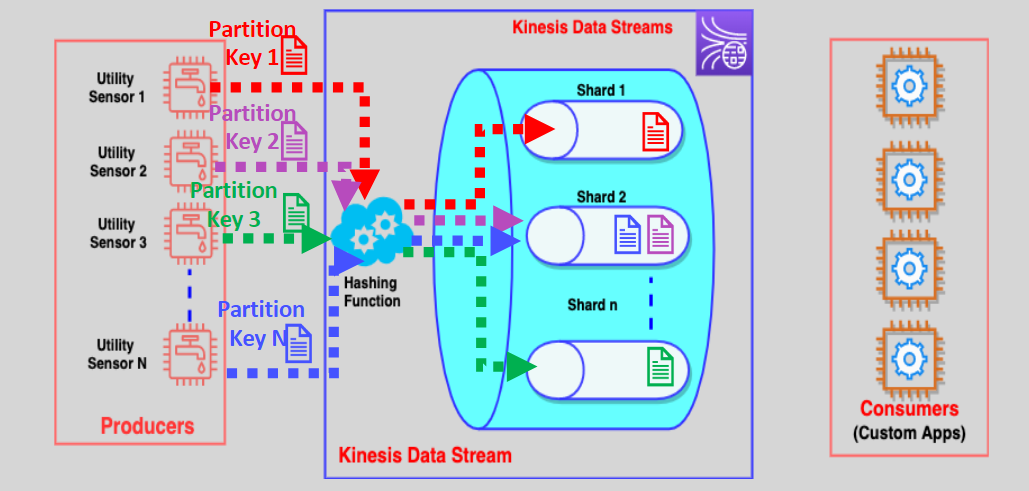 Partition
Key 1
Kinesis Data Streams
Utility
Sensor 1
Shard 1
Partition
Key 2
Utility
Sensor 2
Partition
Key 3
Shard 2
Utility
Sensor 3
Hashing
Function
Shard n
Partition
Key N
Utility
Sensor N
Producers
Consumers
(Custom Apps)
Kinesis Data Stream